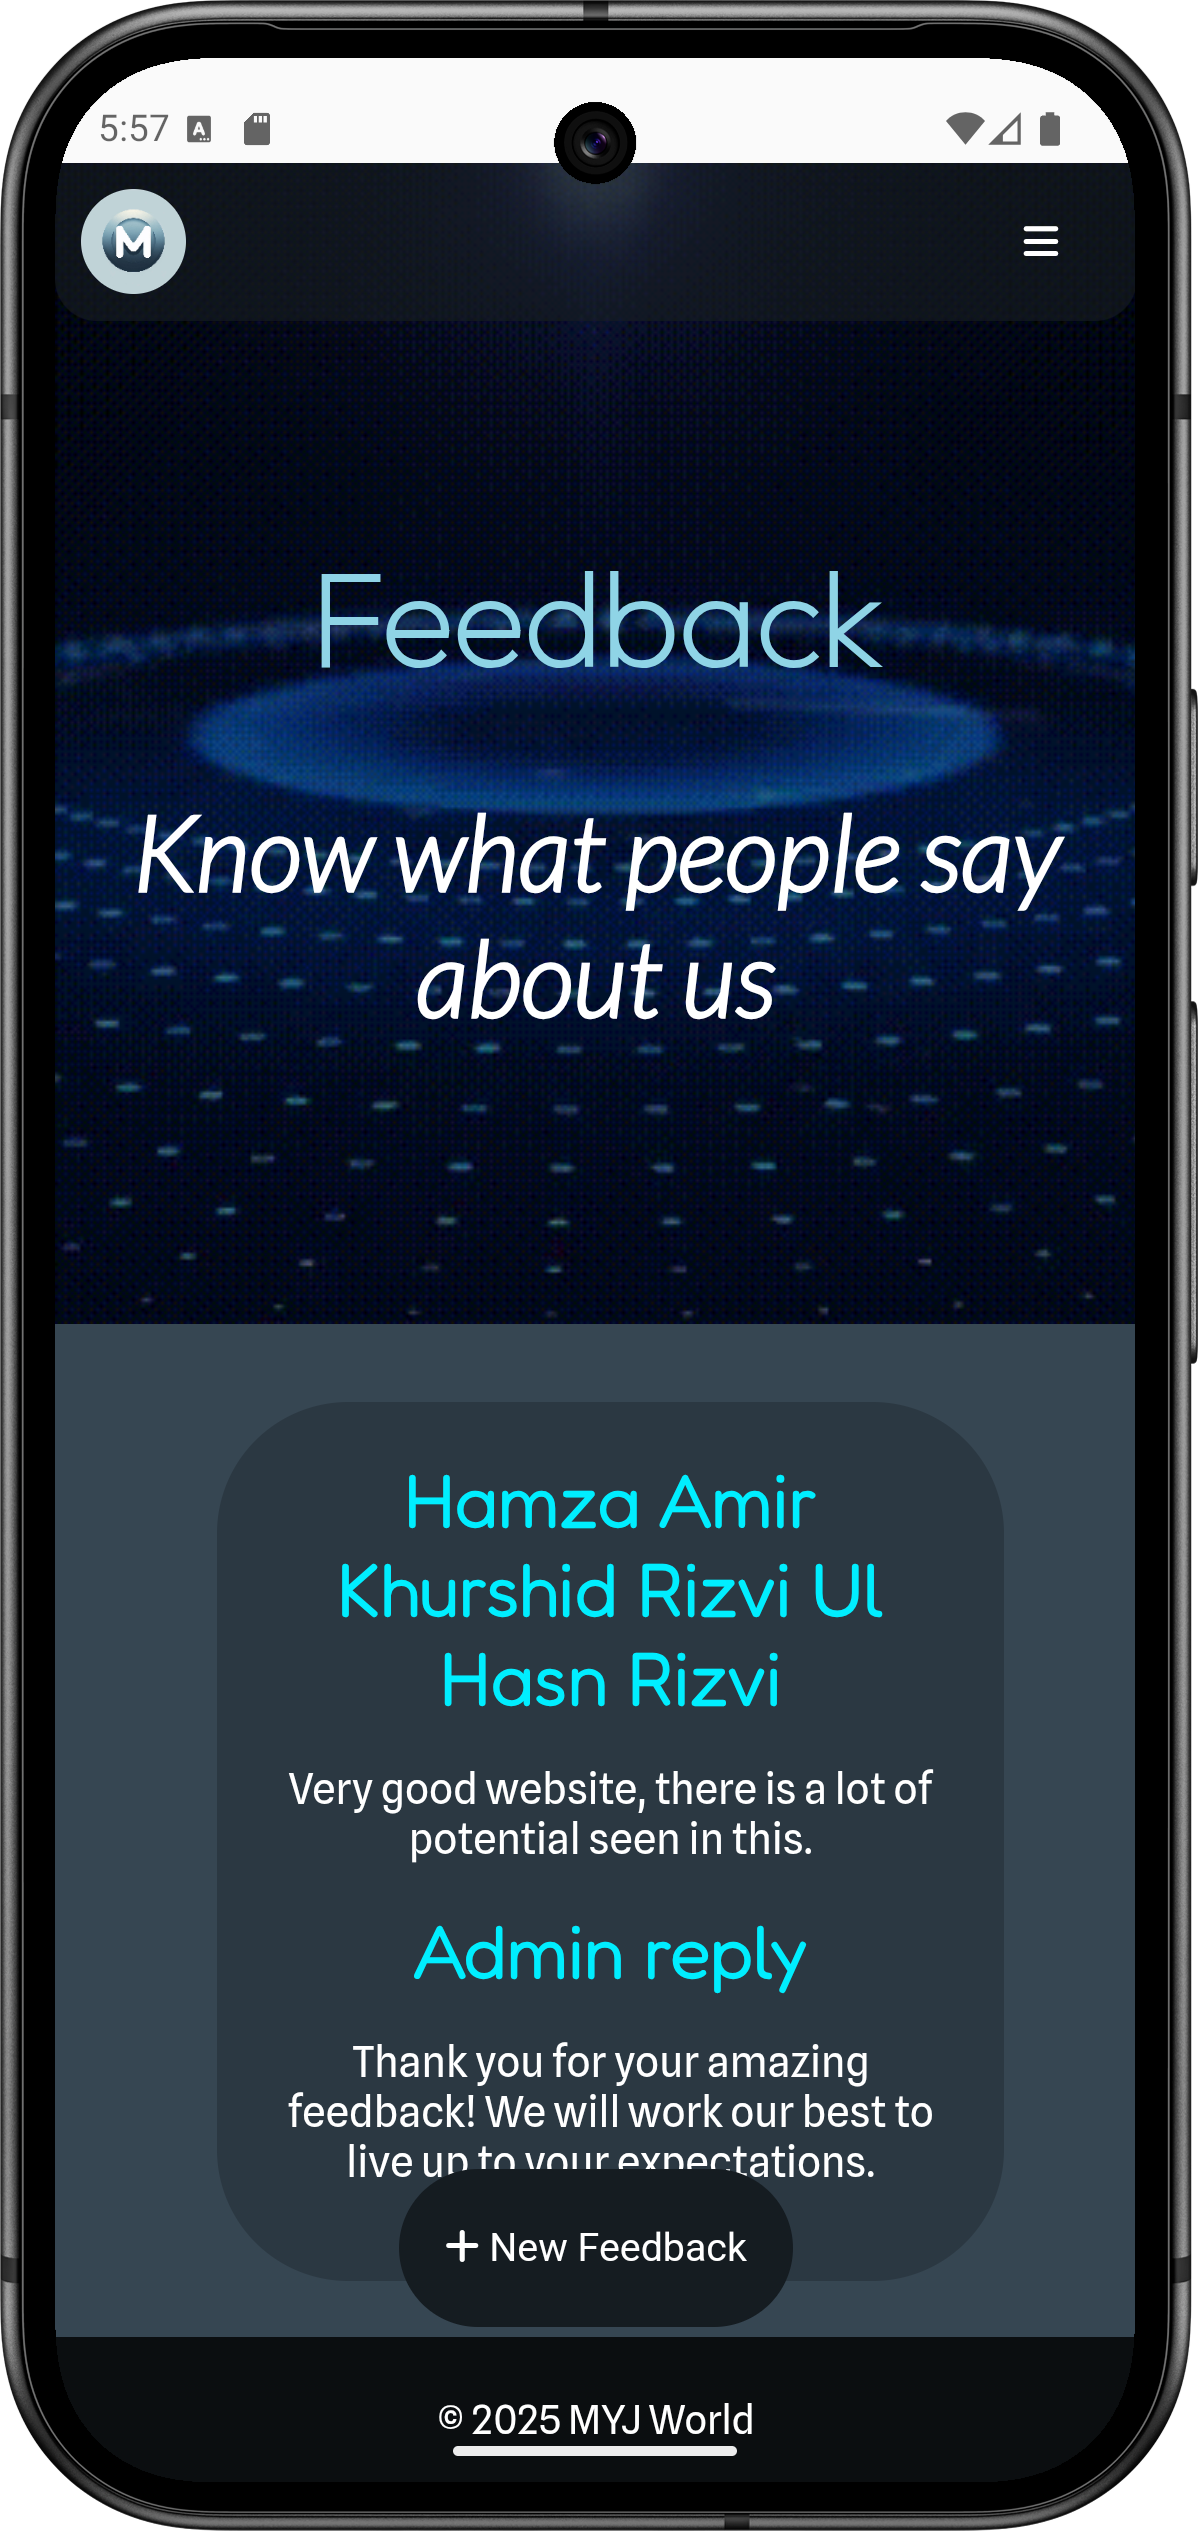 5:57
A
M
Feedback
Know what people say
about us
Hamza Amir
Khurshid Rizvi Ul
Hasn Rizvi
Very good website, there is a lot of
potential seen in this.
Admin reply
Thank you for your amazing
feedback! We will work our best to
live up to your expectations.
+ New Feedback
© 2025 MYJ World